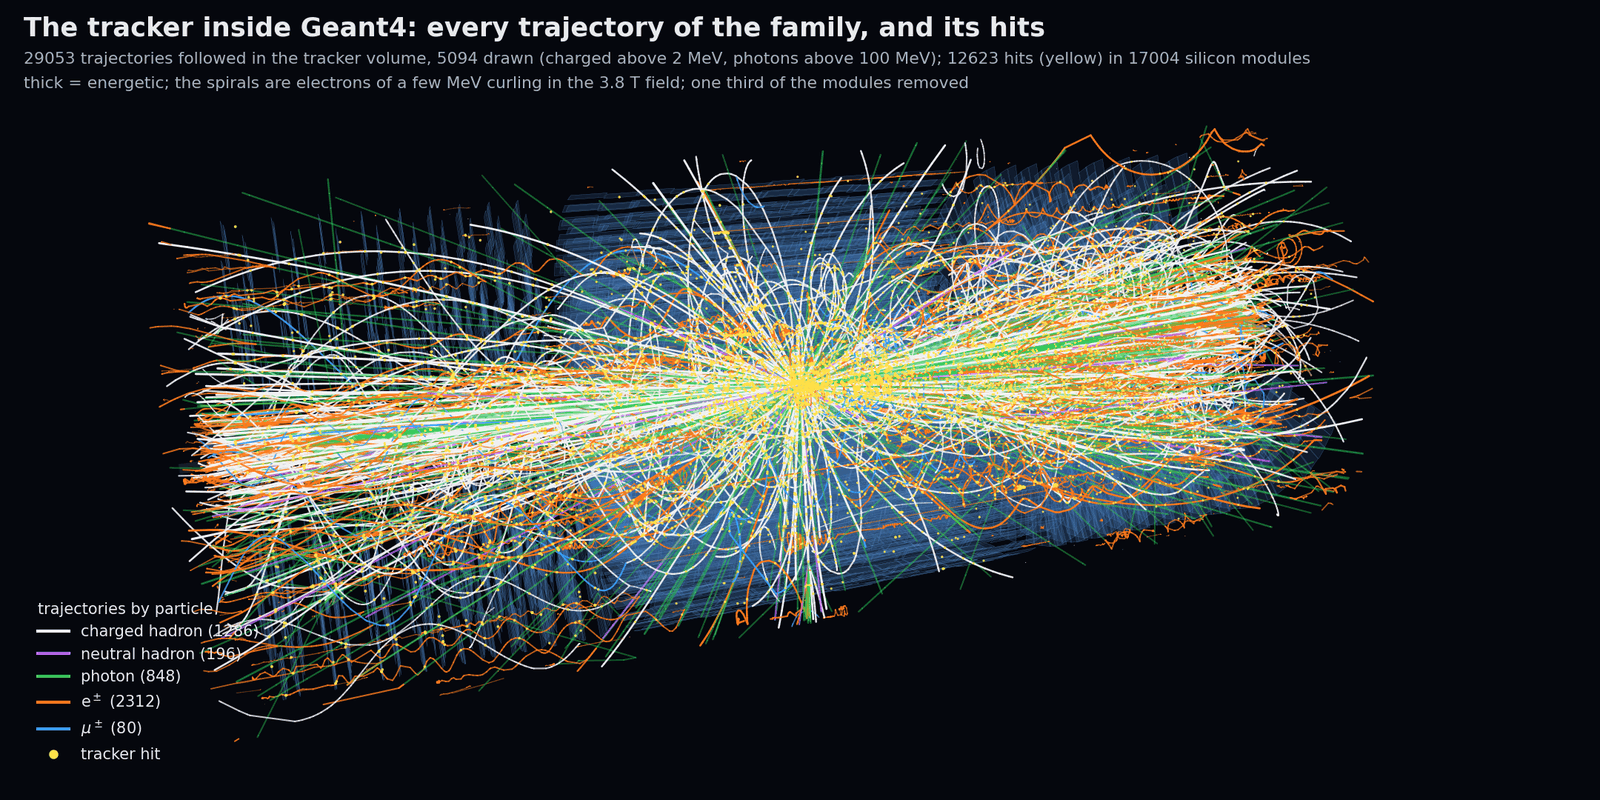 The tracker inside Geant4: every trajectory of the family, and its hits
29053 trajectories followed in the tracker volume, 5094 drawn (charged above 2 MeV, photons above 100 MeV); 12623 hits (yellow) in 17004 silicon modules
thick = energetic; the spirals are electrons of a few MeV curling in the 3.8 T field; one third of the modules removed
trajectories by particle
charged hadron (1286)
neutral hadron (196)
photon (848)
e± (2312)
μ± (80)
tracker hit